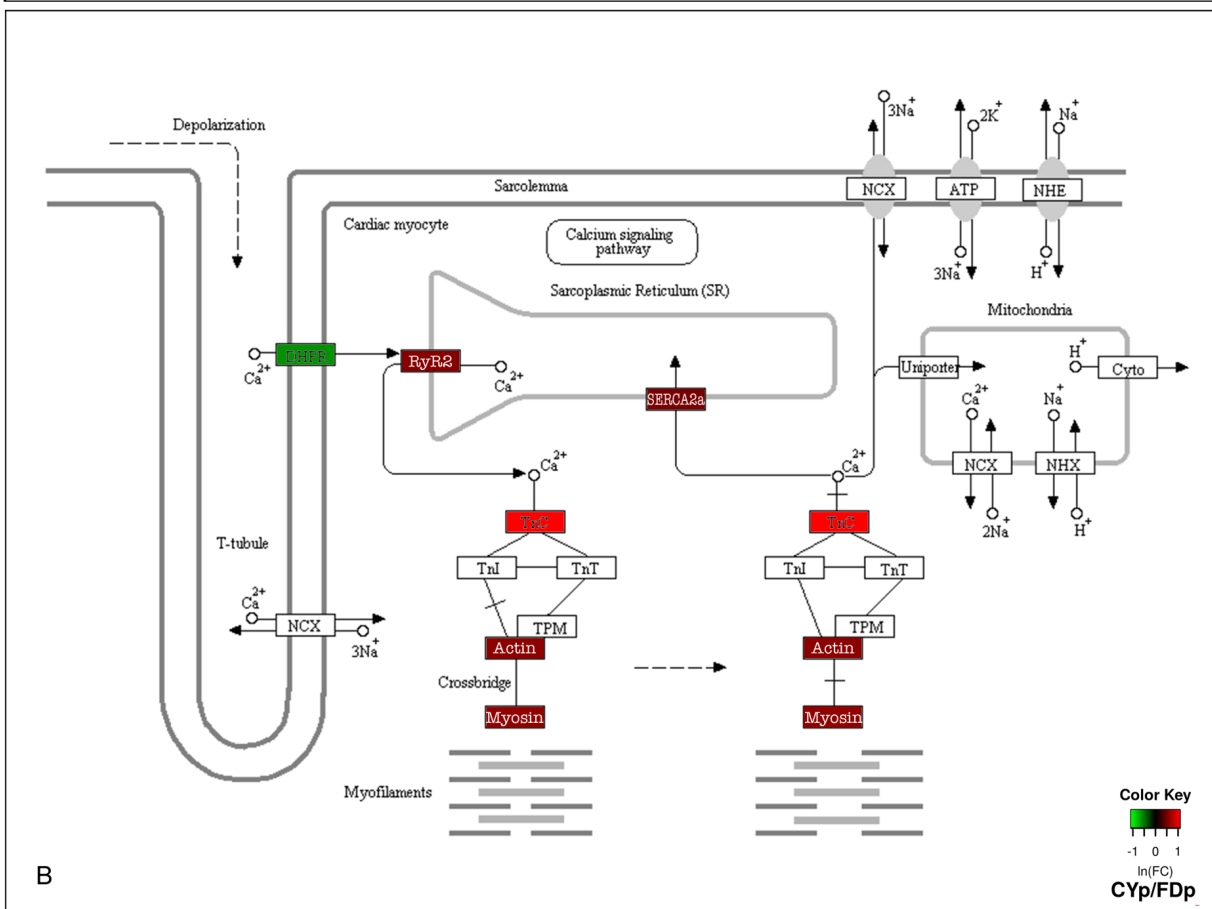 3Na+
2K+
Na+
Depolarization
NCX
ATP
NHE
Sarcolemma
Cardiac myocyte
Calcium signaling
pathway
3Na+
H+
Sarcoplasmic Reticulum (SR)
Mitochondria
DHPR
Ca2+
RyR2
Ca2+
SERCA2a
Uniporter
H+
Cyto
Ca2+
Na+
NCX
NHX
2Na+
H+
Ca2+
Ca2+
TnC
TnC
T-tubule
TnI
TnT
TnI
TnT
Ca2+
NCX
3Na+
TPM
Actin
TPM
Actin
Crossbridge
Myosin
Myosin
Myofilaments
Color Key
-1 0 1
ln(FC)
CYp/FDp
B